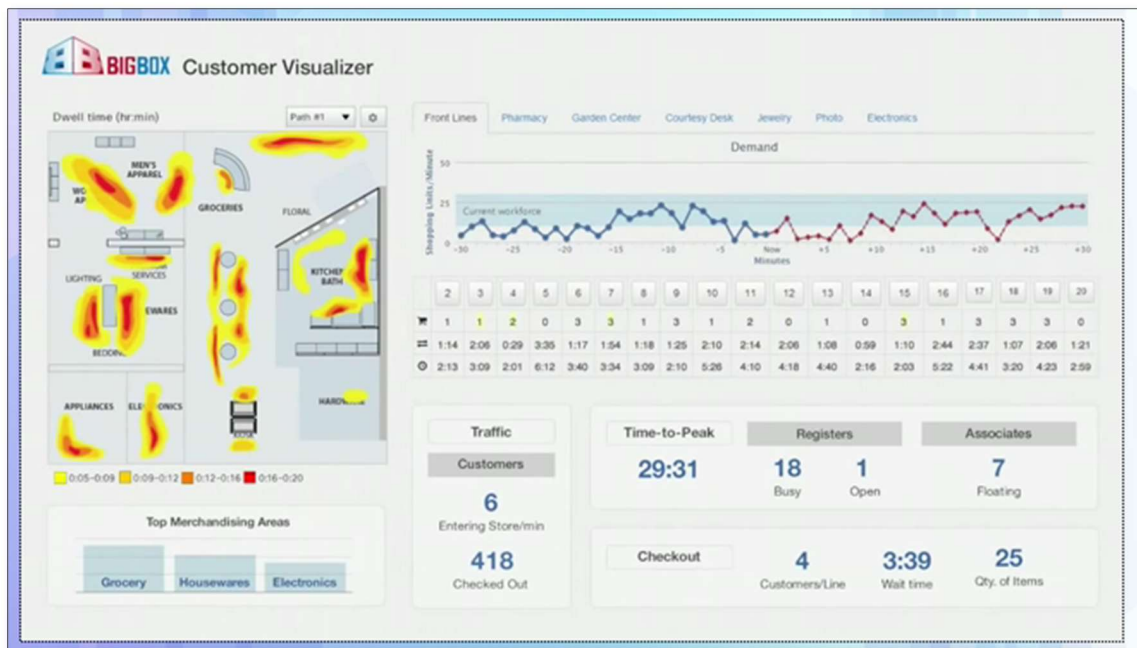 BIGBOX Customer Visualizer
Dwell time (hr:min)
Path #1
MEN'S
APPAREL
WO
AP
GROCERIES
FLORAL
LIGHTING
SERVICES
KITCHEN
BATH
EWARES
BEDDING
APPLIANCES
ELE ONICS
HARDW
KIOSK
0:05-0:09 0:09-0:12 0:12-0:16 0:16-0:20
Top Merchandising Areas
Grocery Housewares Electronics
Front Lines Pharmacy Garden Center Courtesy Desk Jewelry Photo Electronics
Demand
Shopping Units/Minute
50
25
0
Current workforce
-30 -25 -20 -15 -10 -5 Now +5 +10 +15 +20 +25 +30
Minutes
2 3 4 5 6 7 8 9 10 11 12 13 14 15 16 17 18 19 20
1 1 2 0 3 3 1 3 1 2 0 1 0 3 1 3 3 3 0
1:14 2:06 0:29 3:35 1:17 1:54 1:18 1:25 2:10 2:14 2:06 1:08 0:59 1:10 2:44 2:37 1:07 2:06 1:21
2:13 3:09 2:01 6:12 3:40 3:34 3:09 2:10 5:26 4:10 4:18 4:40 2:16 2:03 5:22 4:41 3:20 4:23 2:59
Traffic
Customers
6
Entering Store/min
418
Checked Out
Time-to-Peak Registers Associates
29:31 18 1 7
Busy Open Floating
Checkout 4 3:39 25
Customers/Line Wait time Qty. of Items